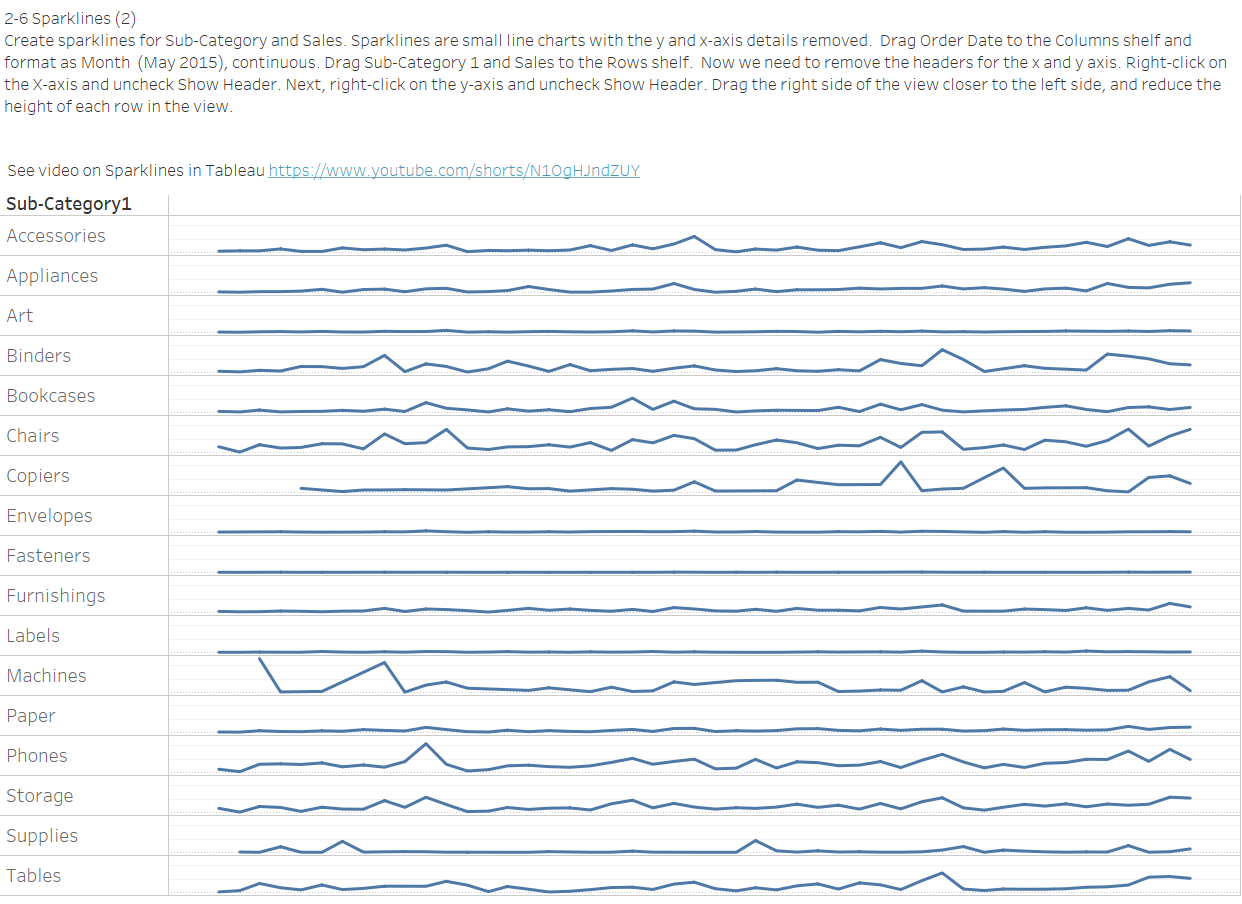 2-6 Sparklines (2)
Create sparklines for Sub-Category and Sales. Sparklines are small line charts with the y and x-axis details removed.  Drag Order Date to the Columns shelf and
format as Month  (May 2015), continuous. Drag Sub-Category 1 and Sales to the Rows shelf.  Now we need to remove the headers for the x and y axis. Right-click on
the X-axis and uncheck Show Header. Next, right-click on the y-axis and uncheck Show Header. Drag the right side of the view closer to the left side, and reduce the
height of each row in the view.
See video on Sparklines in Tableau https://www.youtube.com/shorts/N1OgHJndZUY
Sub-Category1
Accessories
Appliances
Art
Binders
Bookcases
Chairs
Copiers
Envelopes
Fasteners
Furnishings
Labels
Machines
Paper
Phones
Storage
Supplies
Tables